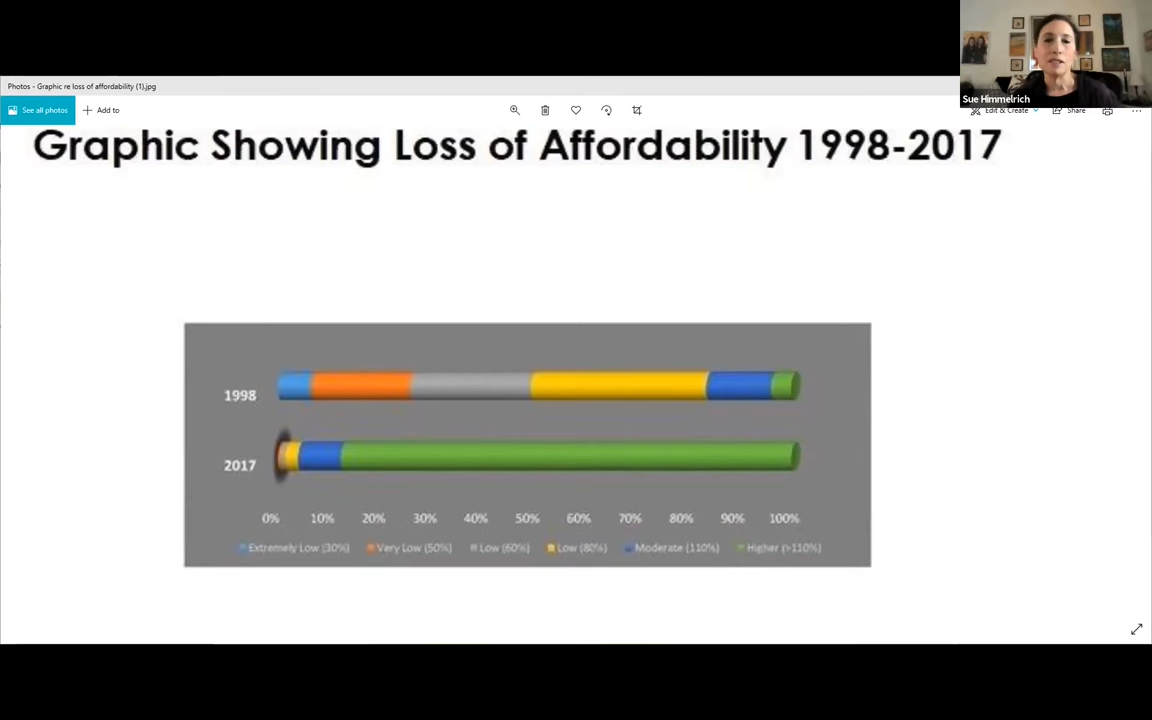 Photos - Graphic re loss of affordability (1).jpg
See all photos
Add to
Sue Himmelrich
Edit & Create
Share
Graphic Showing Loss of Affordability 1998-2017
1998
2017
0% 10% 20% 30% 40% 50% 60% 70% 80% 90% 100%
Extremely Low (30%) Very Low (50%) Low (60%) Low (80%) Moderate (110%) Higher (>110%)